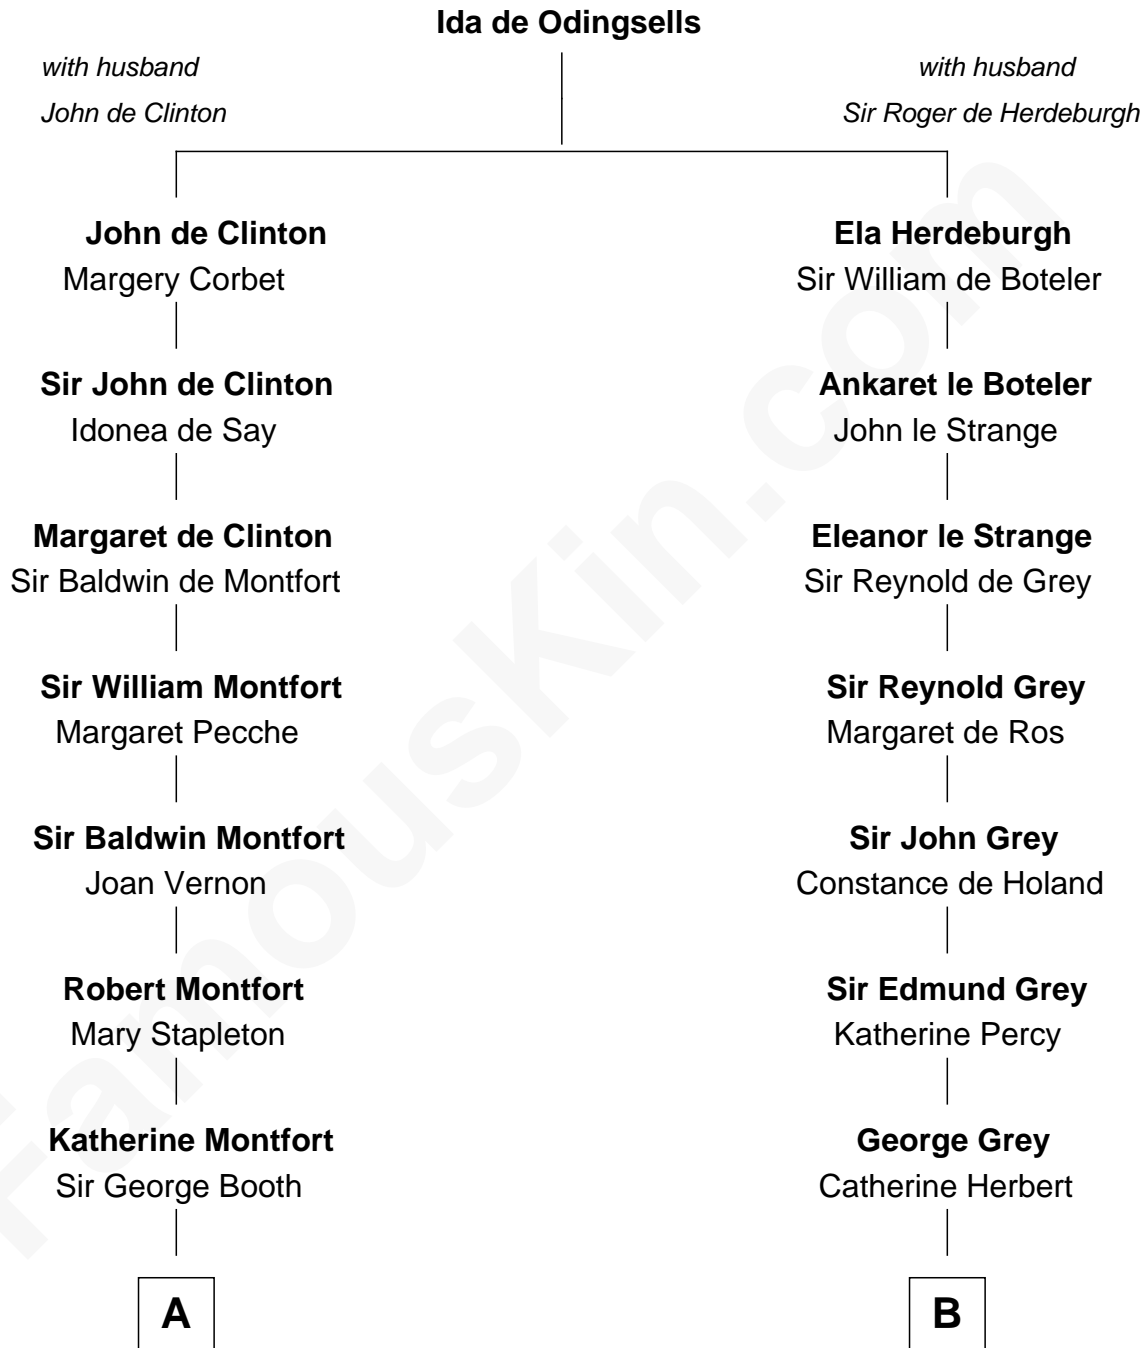 Ida de Odingsells
with husband
John de Clinton
with husband
Sir Roger de Herdeburgh
John de Clinton
Margery Corbet
Sir John de Clinton
Idonea de Say
Margaret de Clinton
Sir Baldwin de Montfort
Sir William Montfort
Margaret Pecche
Sir Baldwin Montfort
Joan Vernon
Robert Montfort
Mary Stapleton
Katherine Montfort
Sir George Booth
A
Ela Herdeburgh
Sir William de Boteler
Ankaret le Boteler
John le Strange
Eleanor le Strange
Sir Reynold de Grey
Sir Reynold Grey
Margaret de Ros
Sir John Grey
Constance de Holand
Sir Edmund Grey
Katherine Percy
George Grey
Catherine Herbert
B
FamousKin.com